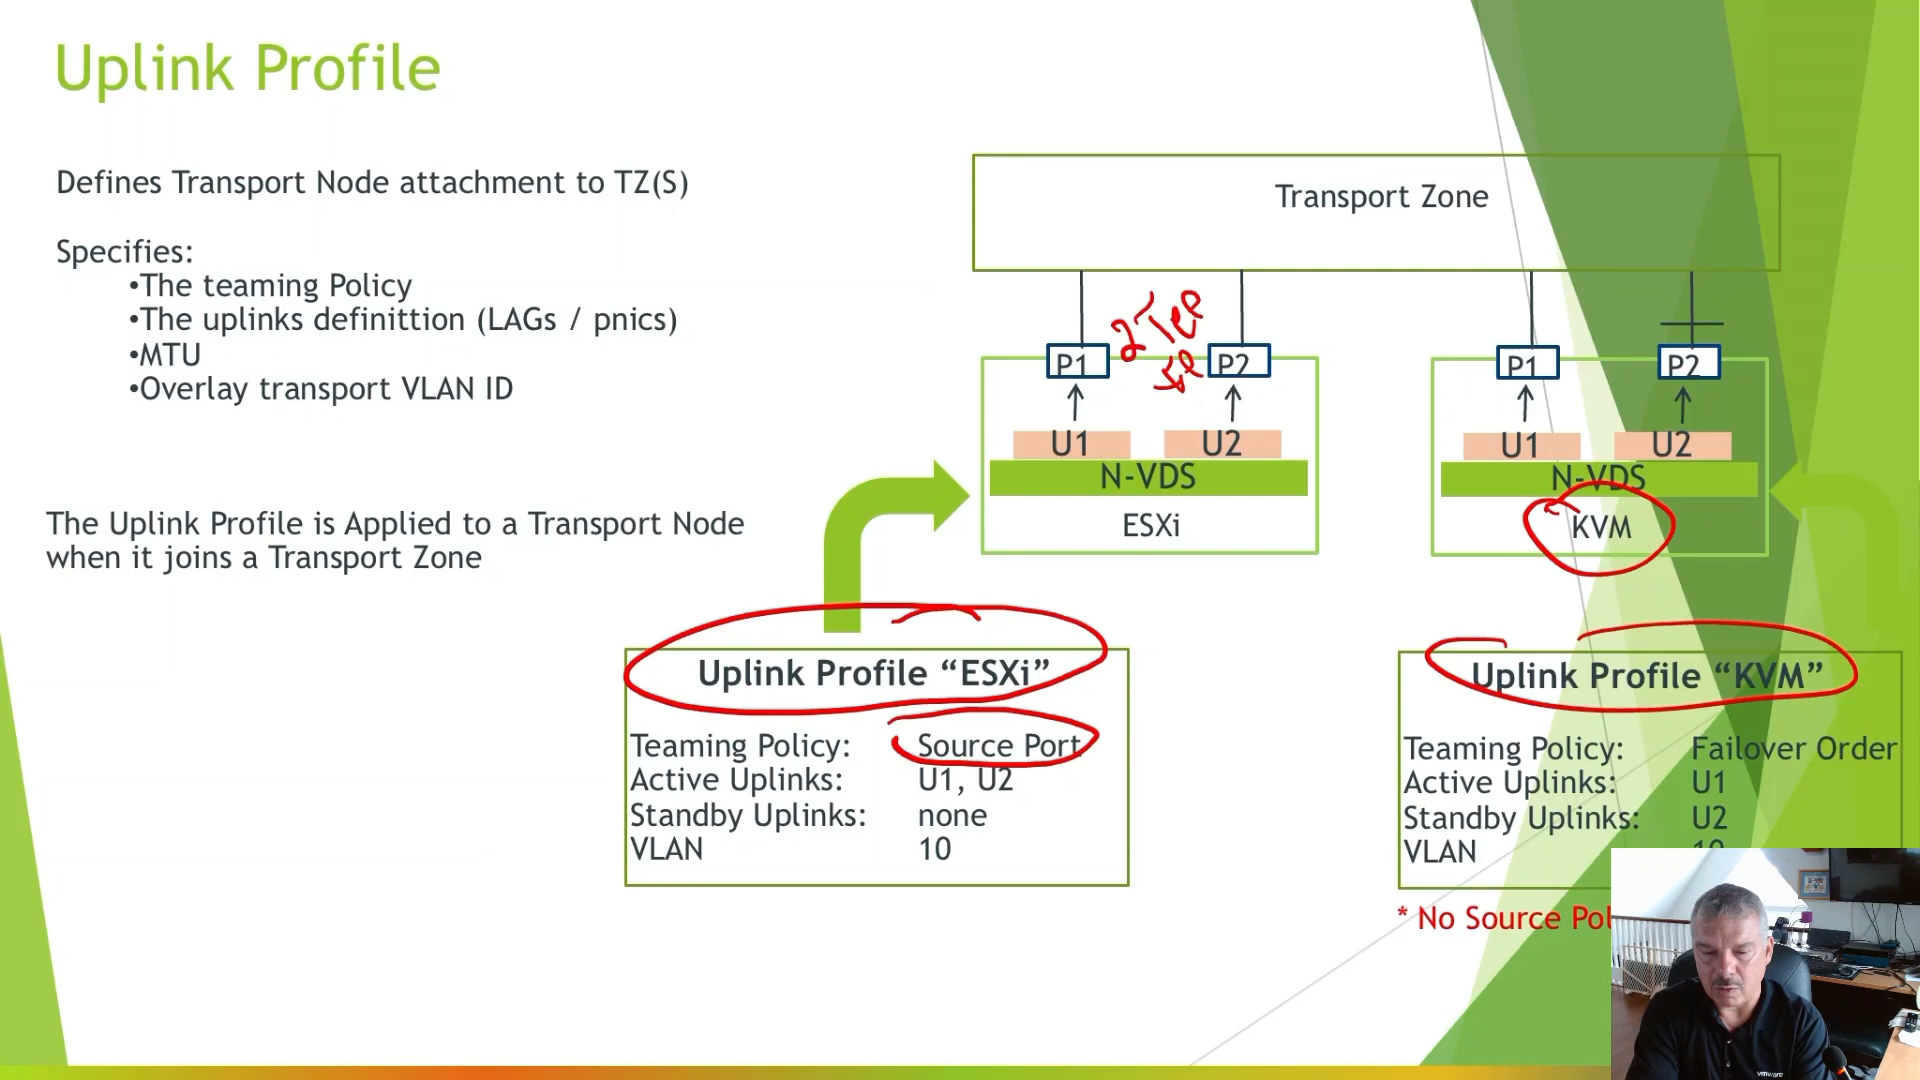 Uplink Profile
Defines Transport Node attachment to TZ(S)
Specifies:
•The teaming Policy
•The uplinks definittion (LAGs / pnics)
•MTU
•Overlay transport VLAN ID
The Uplink Profile is Applied to a Transport Node
when it joins a Transport Zone
Transport Zone
2 Tep
IP
P1
P2
U1
U2
N-VDS
ESXi
P1
P2
U1
U2
N-VDS
KVM
Uplink Profile “ESXi”
Teaming Policy: Source Port
Active Uplinks: U1, U2
Standby Uplinks: none
VLAN 10
Uplink Profile “KVM”
Teaming Policy: Failover Order
Active Uplinks: U1
Standby Uplinks: U2
VLAN 10
* No Source
vmware